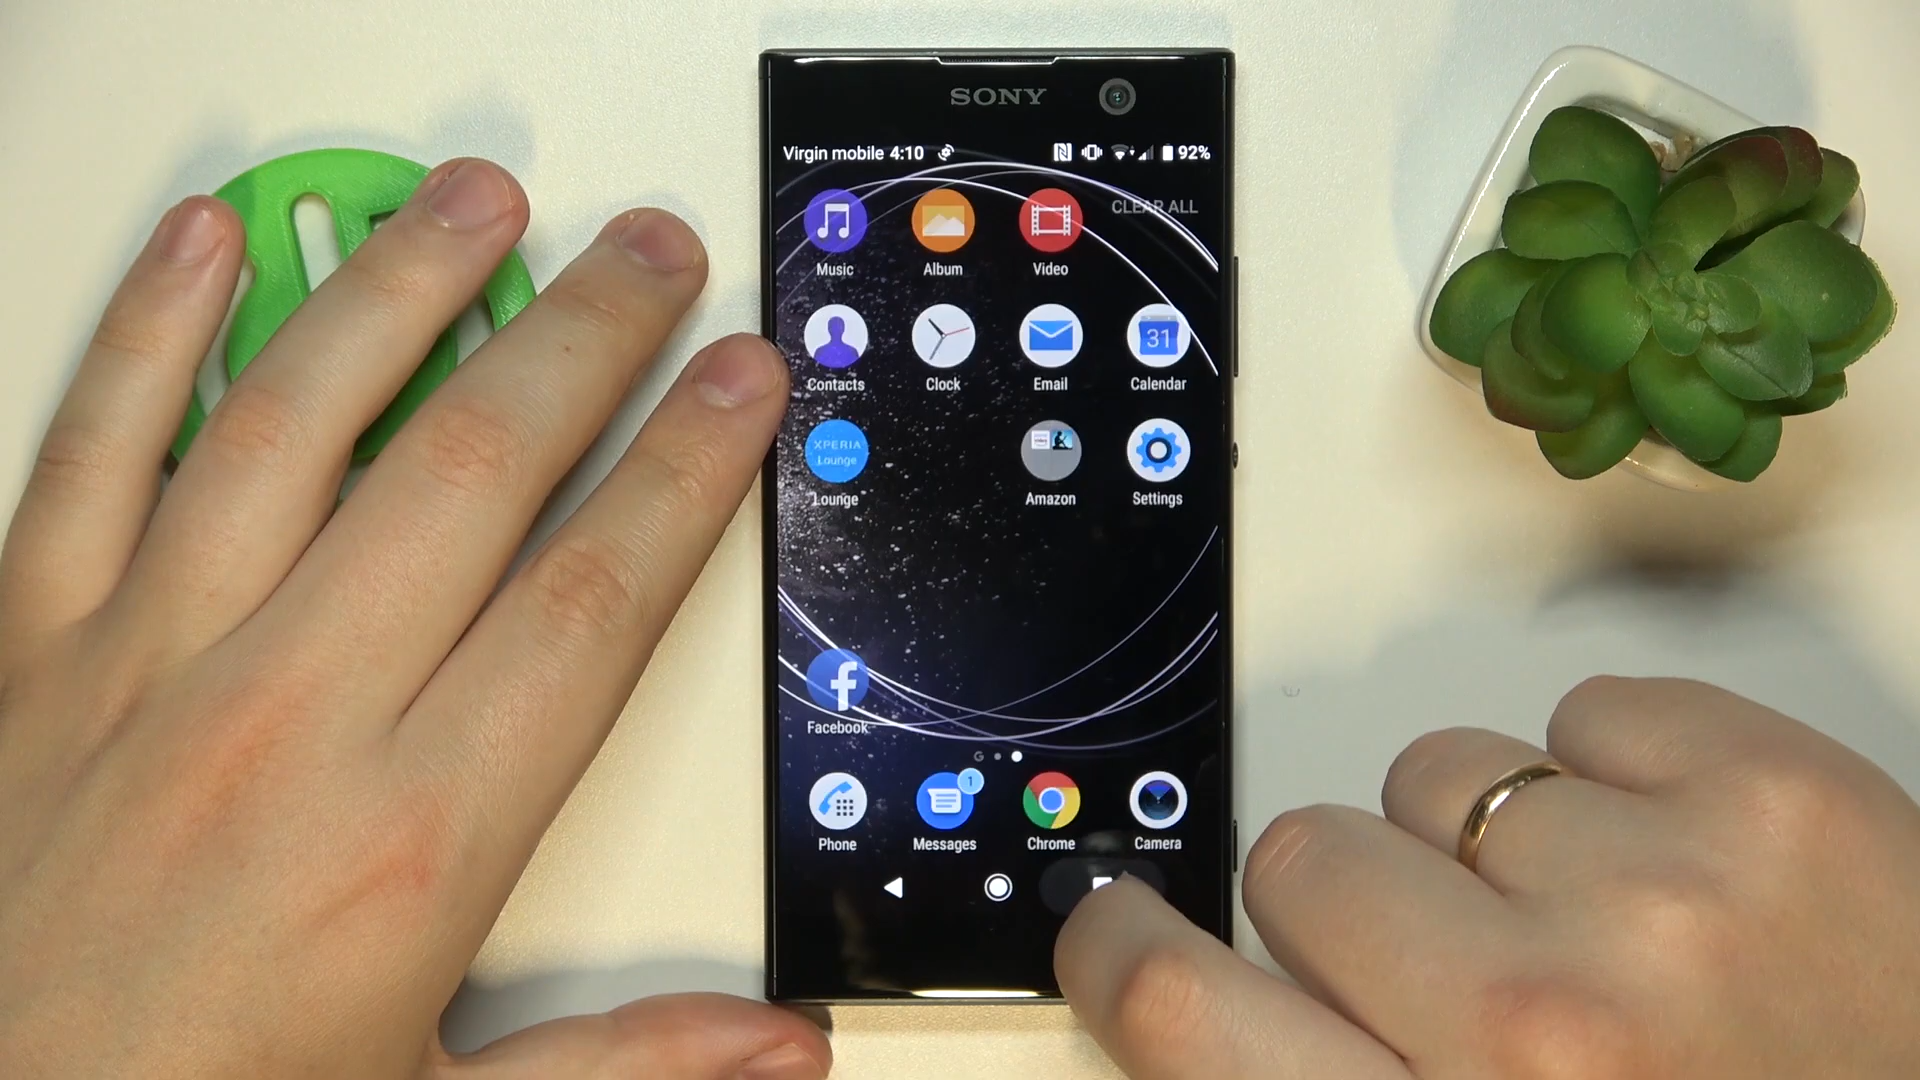 SONY
Virgin mobile 4:10 92%
CLEAR ALL
Music Album Video
31
Contacts Clock Email Calendar
XPERIA
Lounge
Lounge Amazon Settings
f
Facebook
G
1
Phone Messages Chrome Camera